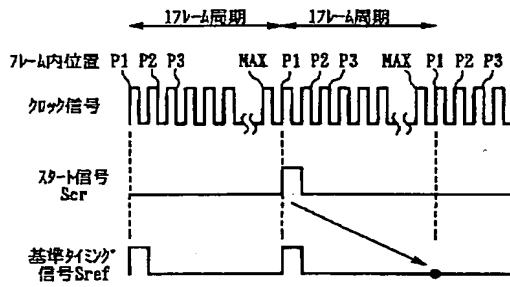 1フレーム周期 1フレーム周期
フレーム内位置 P1 P2 P3 MAX P1 P2 P3 MAX P1 P2 P3
クロック信号
スタート信号
Scr
基準タイミング
信号Sref